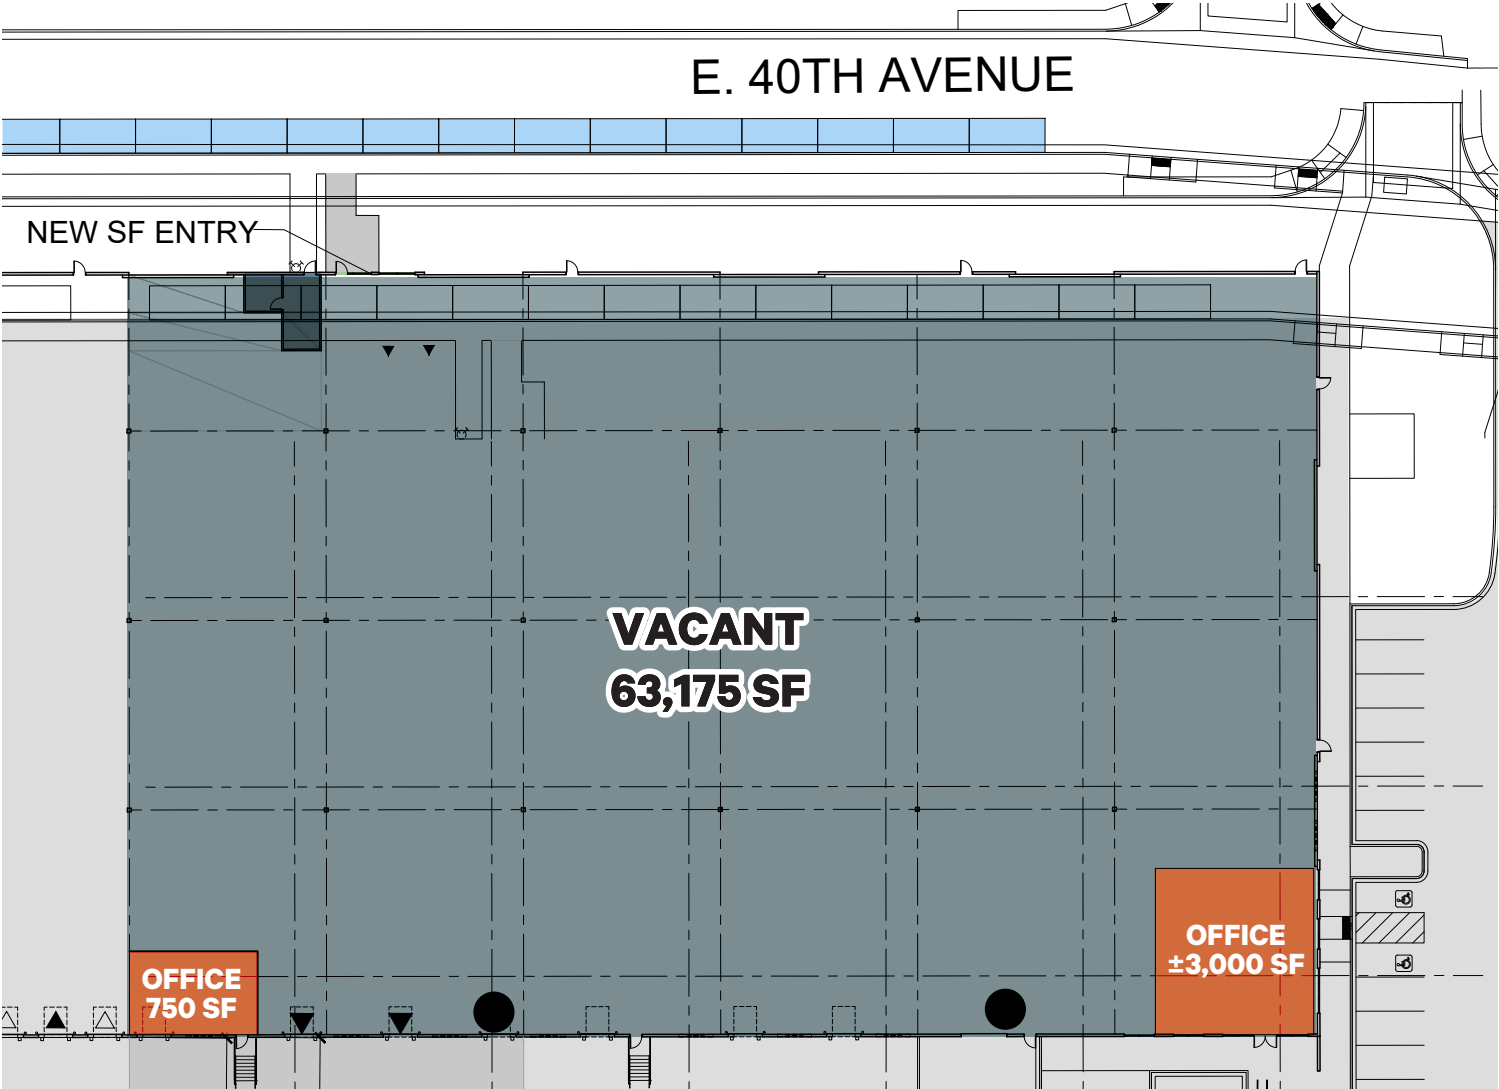 E. 40TH AVENUE
NEW SF ENTRY
VACANT
63,175 SF
OFFICE
±3,000 SF
OFFICE
750 SF